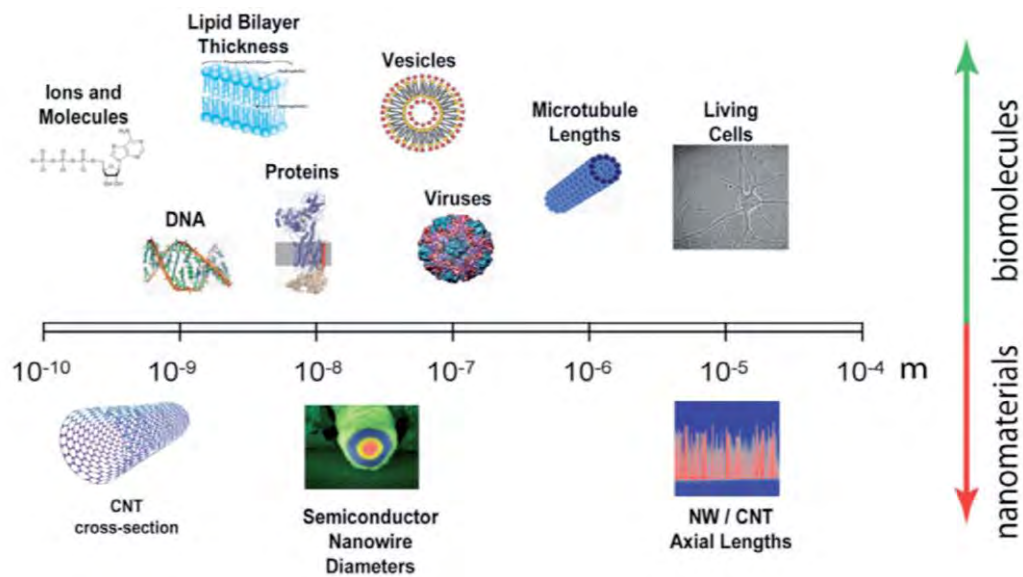 Lipid Bilayer
Thickness
Vesicles
Ions and
Molecules
Microtubule
Lengths
Living
Cells
Proteins
DNA
Viruses
biomolecules
10-10
10-9
10-8
10-7
10-6
10-5
10-4 m
nanomaterials
CNT
cross-section
Semiconductor
Nanowire
Diameters
NW / CNT
Axial Lengths